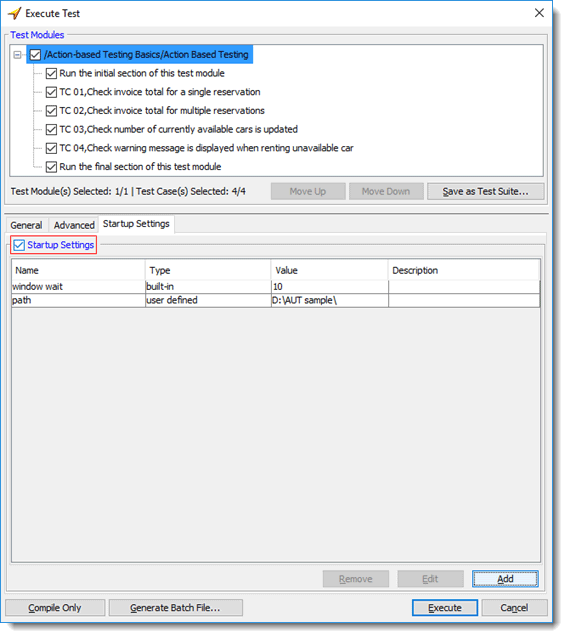 Execute Test
Test Modules
/Action-based Testing Basics/Action Based Testing
Run the initial section of this test module
TC 01,Check invoice total for a single reservation
TC 02,Check invoice total for multiple reservations
TC 03,Check number of currently available cars is updated
TC 04,Check warning message is displayed when renting unavailable car
Run the final section of this test module
Test Module(s) Selected: 1/1 | Test Case(s) Selected: 4/4 Move Up Move Down Save as Test Suite...
General Advanced Startup Settings
Startup Settings
Name Type Value Description
window wait built-in 10
path user defined D:\AUT sample\
Remove Edit Add
Compile Only Generate Batch File... Execute Cancel